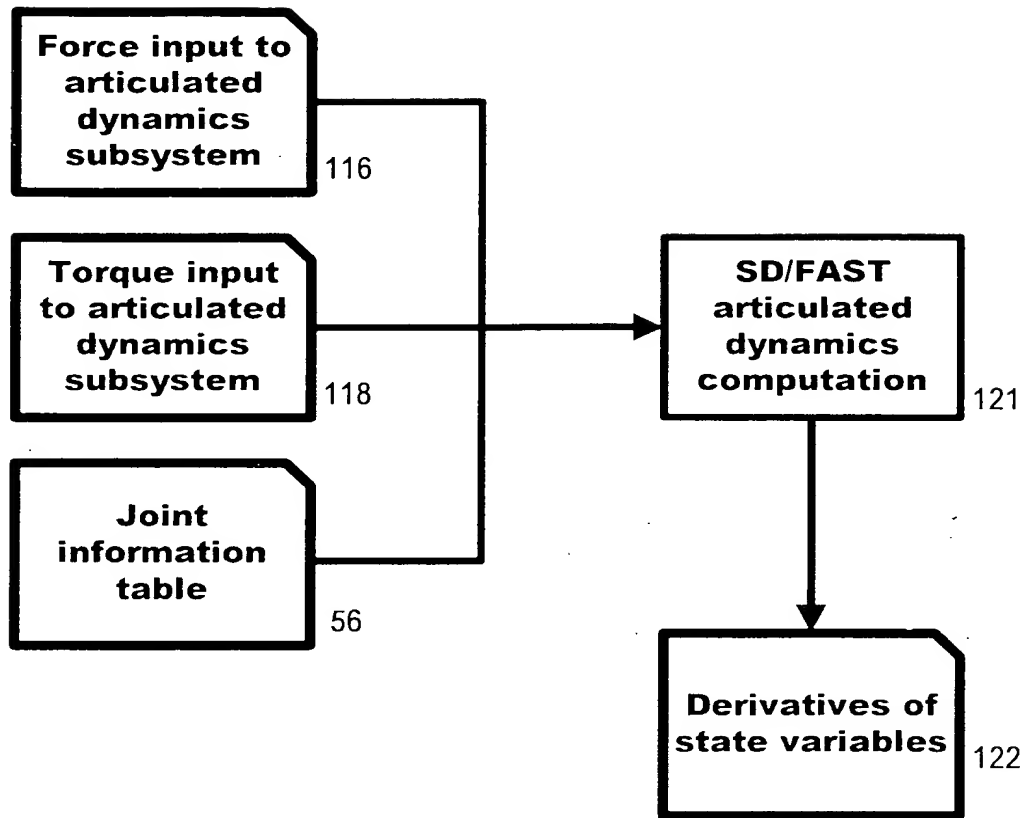 Force input to
articulated
dynamics
subsystem
116
Torque input
to articulated
dynamics
subsystem
118
Joint
information
table
56
SD/FAST
articulated
dynamics
computation
121
Derivatives of
state variables
122